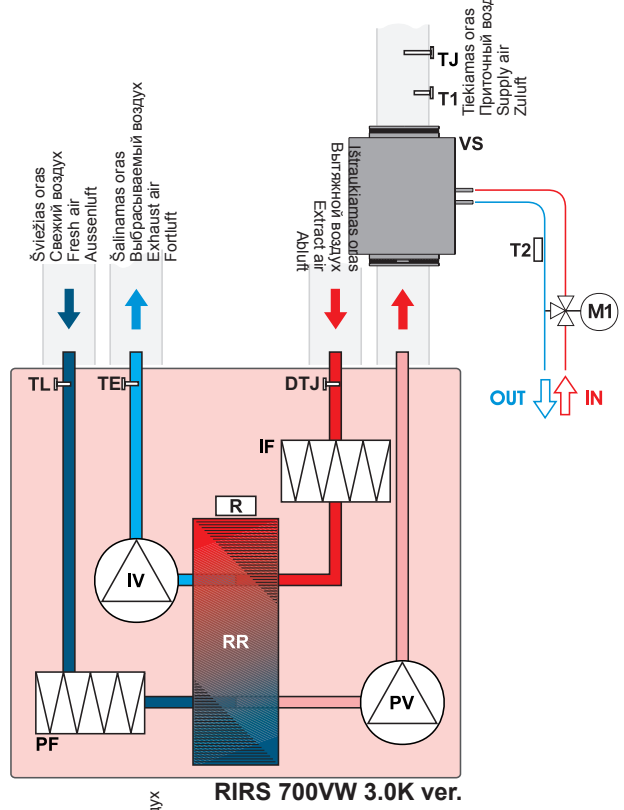 TJ
T1
Tiekiamas oras
Приточный возду
Supply air
Zuluft
VS
Šviežias oras
Свежий воздух
Fresh air
Aussenluft
Šalinamas oras
Выбрасываемый воздух
Exhaust air
Fortluft
Ištraukiamas oras
Вытяжной воздух
Extract air
Abluft
T2
M1
OUT
IN
TL
TE
DTJ
IF
R
IV
RR
PV
PF
RIRS 700VW 3.0K ver.